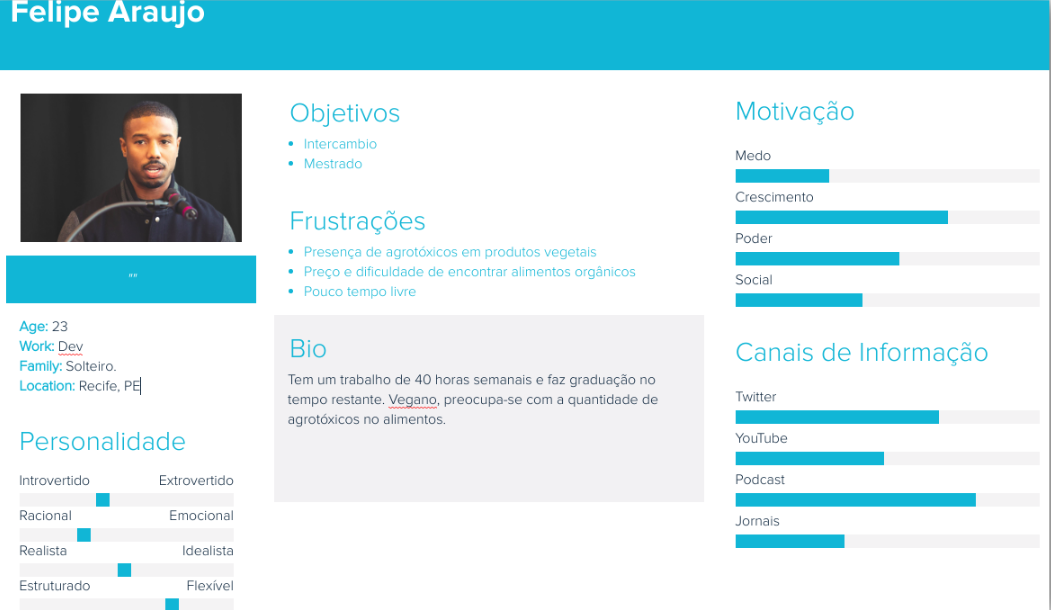 Felipe Araujo
""
Age: 23
Work: Dev
Family: Solteiro.
Location: Recife, PE
Personalidade
Introvertido Extrovertido
Racional Emocional
Realista Idealista
Estruturado Flexível
Objetivos
Intercambio
Mestrado
Frustrações
Presença de agrotóxicos em produtos vegetais
Preço e dificuldade de encontrar alimentos orgânicos
Pouco tempo livre
Bio
Tem um trabalho de 40 horas semanais e faz graduação no
tempo restante. Vegano, preocupa-se com a quantidade de
agrotóxicos no alimentos.
Motivação
Medo
Crescimento
Poder
Social
Canais de Informação
Twitter
YouTube
Podcast
Jornais